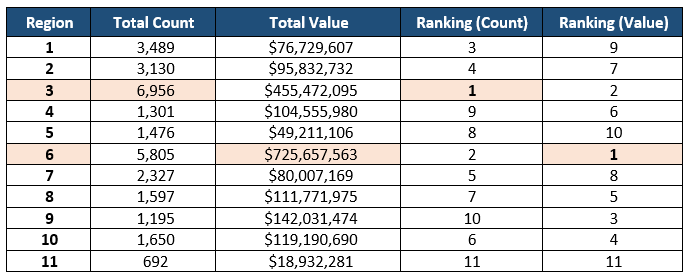 Region Total Count Total Value Ranking (Count) Ranking (Value)
1 3,489 $76,729,607 3 9
2 3,130 $95,832,732 4 7
3 6,956 $455,472,095 1 2
4 1,301 $104,555,980 9 6
5 1,476 $49,211,106 8 10
6 5,805 $725,657,563 2 1
7 2,327 $80,007,169 5 8
8 1,597 $111,771,975 7 5
9 1,195 $142,031,474 10 3
10 1,650 $119,190,690 6 4
11 692 $18,932,281 11 11